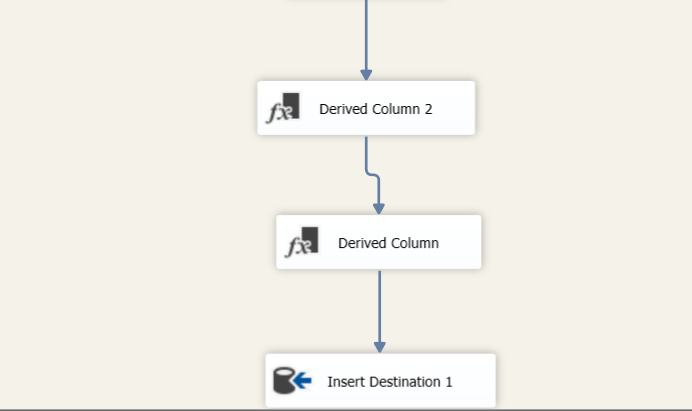 Derived Column 2
Derived Column
Insert Destination 1